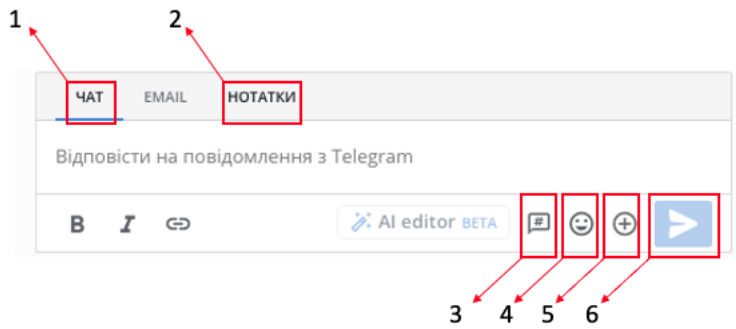 1 2
ЧАТ EMAIL НОТАТКИ
Відповісти на повідомлення з Telegram
B I AI editor BETA #
3 4 5 6